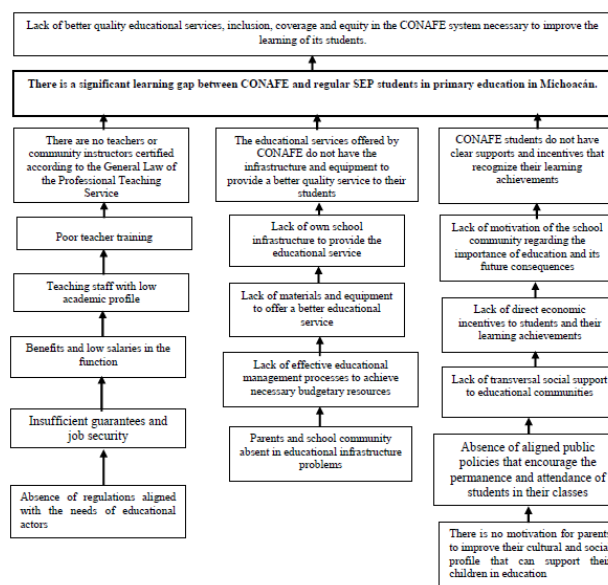 Lack of better quality educational services, inclusion, coverage and equity in the CONAFE system necessary to improve the
learning of its students.
There is a significant learning gap between CONAFE and regular SEP students in primary education in Michoacán.
There are no teachers or
community instructors certified
according to the General Law of
the Professional Teaching
Service
Poor teacher training
Teaching staff with low
academic profile
Benefits and low salaries in the
function
Insufficient guarantees and
job security
Absence of regulations aligned
with the needs of educational
actors
The educational services offered by
CONAFE do not have the
infrastructure and equipment to
provide a better quality service to their
students
Lack of own school
infrastructure to provide the
educational service
Lack of materials and equipment
to offer a better educational
service
Lack of effective educational
management processes to achieve
necessary budgetary resources
Parents and school community
absent in educational infrastructure
problems
CONAFE students do not have
clear supports and incentives that
recognize their learning
achievements
Lack of motivation of the school
community regarding the
importance of education and its
future consequences
Lack of direct economic
incentives to students and their
learning achievements
Lack of transversal social support
to educational communities
Absence of aligned public
policies that encourage the
permanence and attendance of
students in their classes
There is no motivation for parents
to improve their cultural and social
profile that can support their
children in education